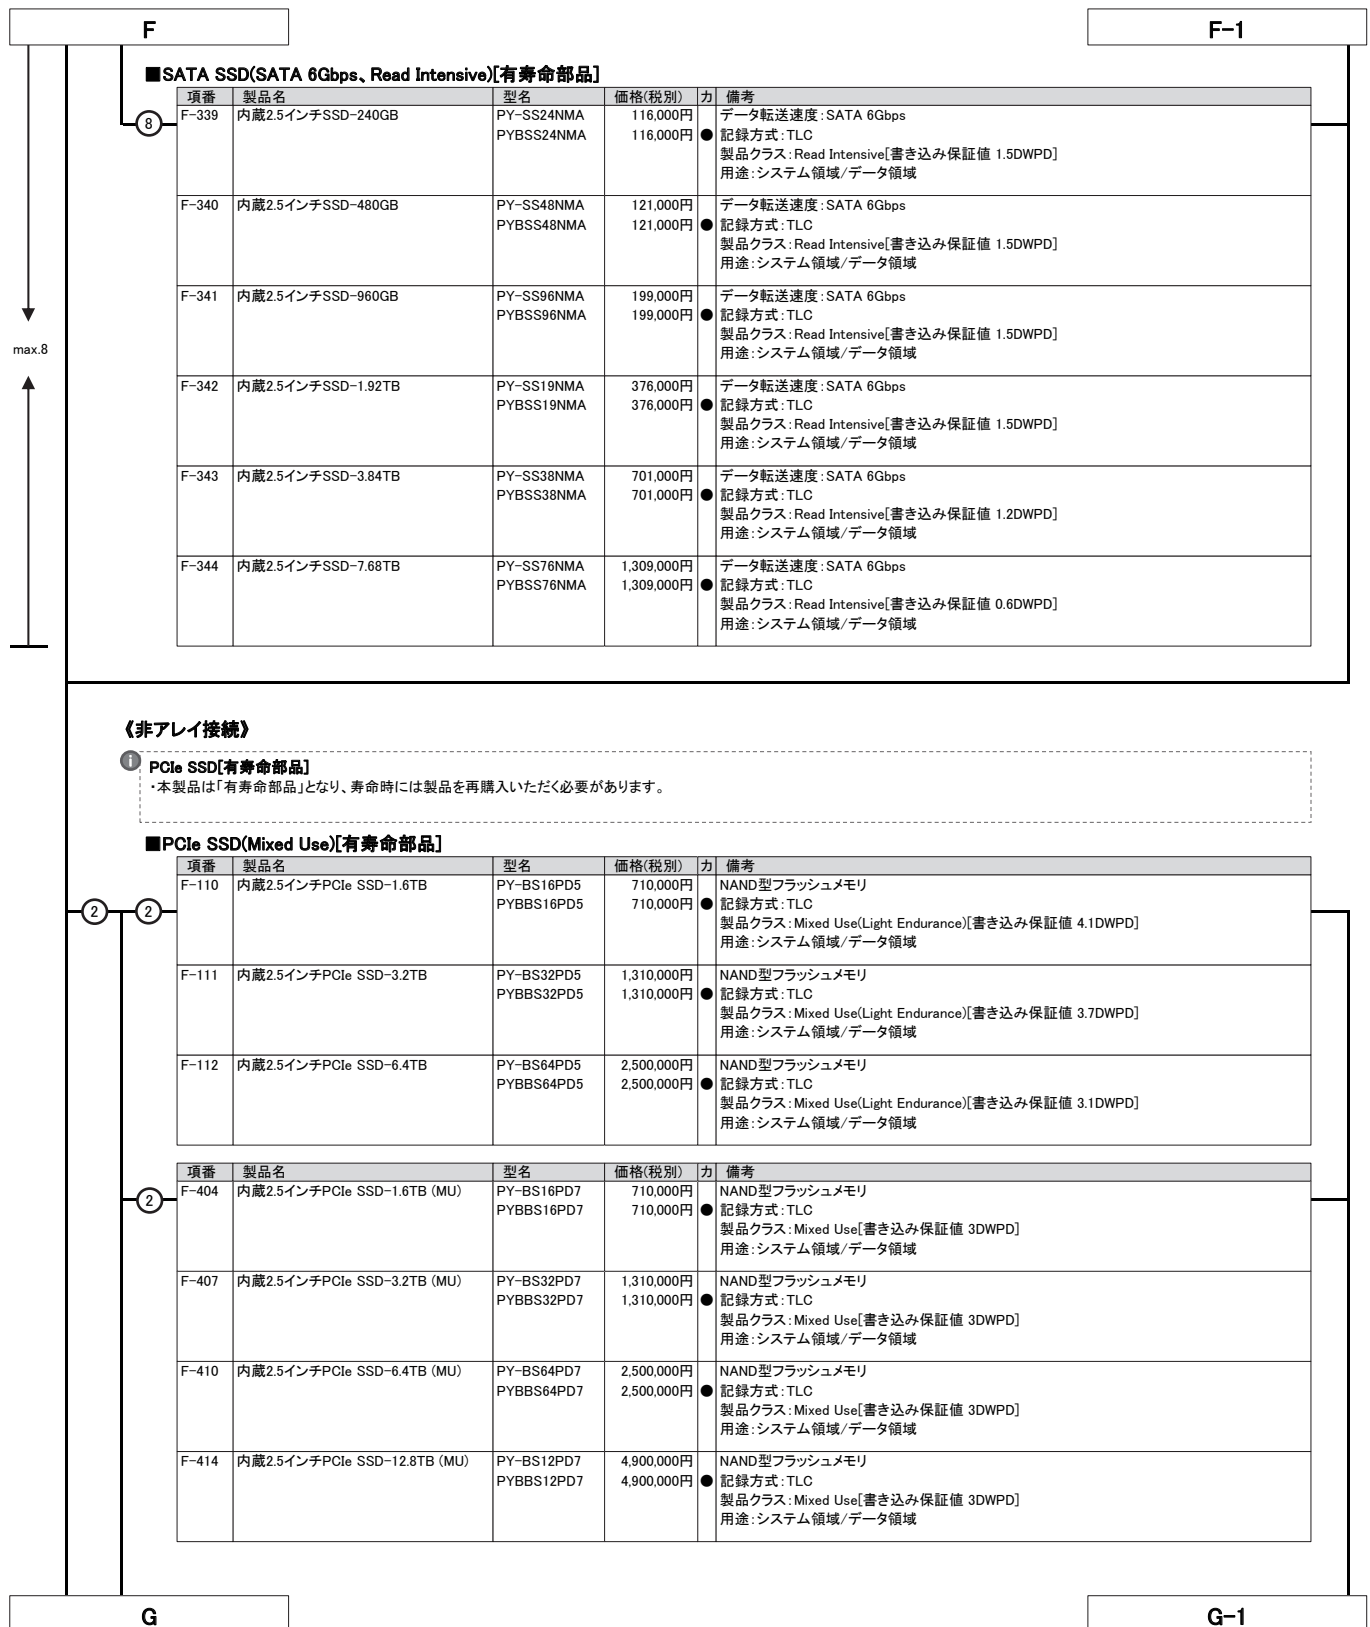 F
F-1
■SATA SSD(SATA 6Gbps、Read Intensive)[有寿命部品]
項番 製品名 型名 価格(税別) カ 備考
8
F-339 内蔵2.5インチSSD-240GB PY-SS24NMA 116,000円 データ転送速度：SATA 6Gbps
PYBSS24NMA 116,000円 ● 記録方式：TLC
製品クラス：Read Intensive[書き込み保証値 1.5DWPD]
用途：システム領域/データ領域
F-340 内蔵2.5インチSSD-480GB PY-SS48NMA 121,000円 データ転送速度：SATA 6Gbps
PYBSS48NMA 121,000円 ● 記録方式：TLC
製品クラス：Read Intensive[書き込み保証値 1.5DWPD]
用途：システム領域/データ領域
F-341 内蔵2.5インチSSD-960GB PY-SS96NMA 199,000円 データ転送速度：SATA 6Gbps
PYBSS96NMA 199,000円 ● 記録方式：TLC
製品クラス：Read Intensive[書き込み保証値 1.5DWPD]
用途：システム領域/データ領域
max.8
F-342 内蔵2.5インチSSD-1.92TB PY-SS19NMA 376,000円 データ転送速度：SATA 6Gbps
PYBSS19NMA 376,000円 ● 記録方式：TLC
製品クラス：Read Intensive[書き込み保証値 1.5DWPD]
用途：システム領域/データ領域
F-343 内蔵2.5インチSSD-3.84TB PY-SS38NMA 701,000円 データ転送速度：SATA 6Gbps
PYBSS38NMA 701,000円 ● 記録方式：TLC
製品クラス：Read Intensive[書き込み保証値 1.2DWPD]
用途：システム領域/データ領域
F-344 内蔵2.5インチSSD-7.68TB PY-SS76NMA 1,309,000円 データ転送速度：SATA 6Gbps
PYBSS76NMA 1,309,000円 ● 記録方式：TLC
製品クラス：Read Intensive[書き込み保証値 0.6DWPD]
用途：システム領域/データ領域
《非アレイ接続》
i
PCIe SSD[有寿命部品]
・本製品は「有寿命部品」となり、寿命時には製品を再購入いただく必要があります。
■PCIe SSD(Mixed Use)[有寿命部品]
項番 製品名 型名 価格(税別) カ 備考
2 2
F-110 内蔵2.5インチPCIe SSD-1.6TB PY-BS16PD5 710,000円 NAND型フラッシュメモリ
PYBBS16PD5 710,000円 ● 記録方式：TLC
製品クラス：Mixed Use(Light Endurance)[書き込み保証値 4.1DWPD]
用途：システム領域/データ領域
F-111 内蔵2.5インチPCIe SSD-3.2TB PY-BS32PD5 1,310,000円 NAND型フラッシュメモリ
PYBBS32PD5 1,310,000円 ● 記録方式：TLC
製品クラス：Mixed Use(Light Endurance)[書き込み保証値 3.7DWPD]
用途：システム領域/データ領域
F-112 内蔵2.5インチPCIe SSD-6.4TB PY-BS64PD5 2,500,000円 NAND型フラッシュメモリ
PYBBS64PD5 2,500,000円 ● 記録方式：TLC
製品クラス：Mixed Use(Light Endurance)[書き込み保証値 3.1DWPD]
用途：システム領域/データ領域
項番 製品名 型名 価格(税別) カ 備考
2
F-404 内蔵2.5インチPCIe SSD-1.6TB (MU) PY-BS16PD7 710,000円 NAND型フラッシュメモリ
PYBBS16PD7 710,000円 ● 記録方式：TLC
製品クラス：Mixed Use[書き込み保証値 3DWPD]
用途：システム領域/データ領域
F-407 内蔵2.5インチPCIe SSD-3.2TB (MU) PY-BS32PD7 1,310,000円 NAND型フラッシュメモリ
PYBBS32PD7 1,310,000円 ● 記録方式：TLC
製品クラス：Mixed Use[書き込み保証値 3DWPD]
用途：システム領域/データ領域
F-410 内蔵2.5インチPCIe SSD-6.4TB (MU) PY-BS64PD7 2,500,000円 NAND型フラッシュメモリ
PYBBS64PD7 2,500,000円 ● 記録方式：TLC
製品クラス：Mixed Use[書き込み保証値 3DWPD]
用途：システム領域/データ領域
F-414 内蔵2.5インチPCIe SSD-12.8TB (MU) PY-BS12PD7 4,900,000円 NAND型フラッシュメモリ
PYBBS12PD7 4,900,000円 ● 記録方式：TLC
製品クラス：Mixed Use[書き込み保証値 3DWPD]
用途：システム領域/データ領域
G
G-1